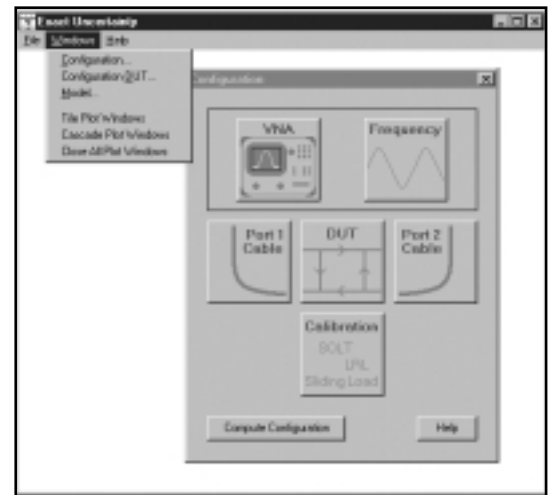 Exact Uncertainty
File Windows Help
Configuration...
Configuration DUT...
Model...
Tile Plot Windows
Cascade Plot Windows
Close All Plot Windows
Configuration
VNA
Frequency
Port 1
Cable
DUT
Port 2
Cable
Calibration
SOLT
LRL
Sliding Load
Compute Configuration
Help